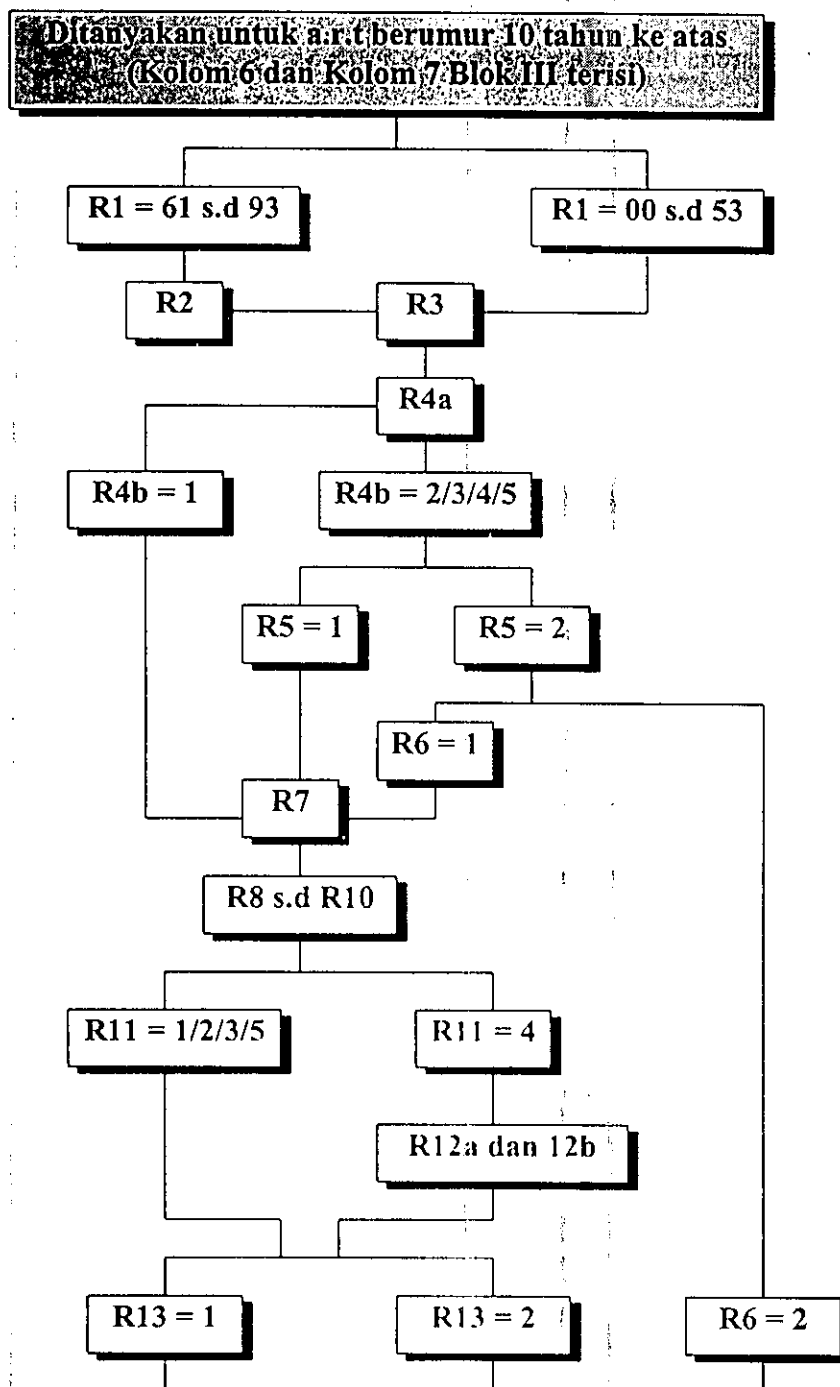 Ditanyakan untuk a.r.t berumur 10 tahun ke atas
(Kolom 6 dan Kolom 7 Blok III terisi)
R1 = 61 s.d 93
R1 = 00 s.d 53
R2
R3
R4a
R4b = 1
R4b = 2/3/4/5
R5 = 1
R5 = 2
R6 = 1
R7
R8 s.d R10
R11 = 1/2/3/5
R11 = 4
R12a dan 12b
R13 = 1
R13 = 2
R6 = 2